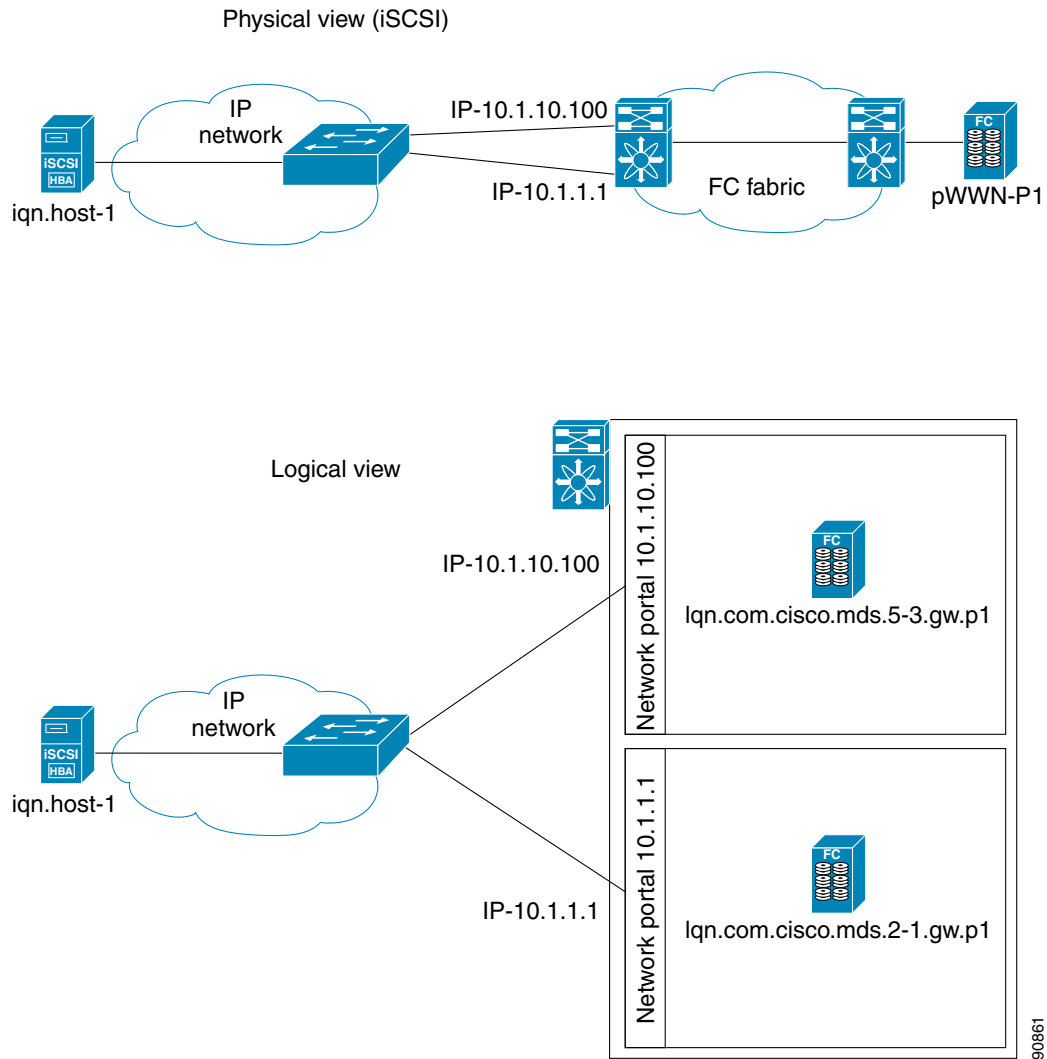 Physical view (iSCSI)
IP
network
IP-10.1.10.100
IP-10.1.1.1
iSCSI
HBA
iqn.host-1
FC fabric
FC
pWWN-P1
Logical view
IP-10.1.10.100
Network portal 10.1.10.100
FC
lqn.com.cisco.mds.5-3.gw.p1
IP
network
iSCSI
HBA
iqn.host-1
IP-10.1.1.1
Network portal 10.1.1.1
FC
lqn.com.cisco.mds.2-1.gw.p1
90861